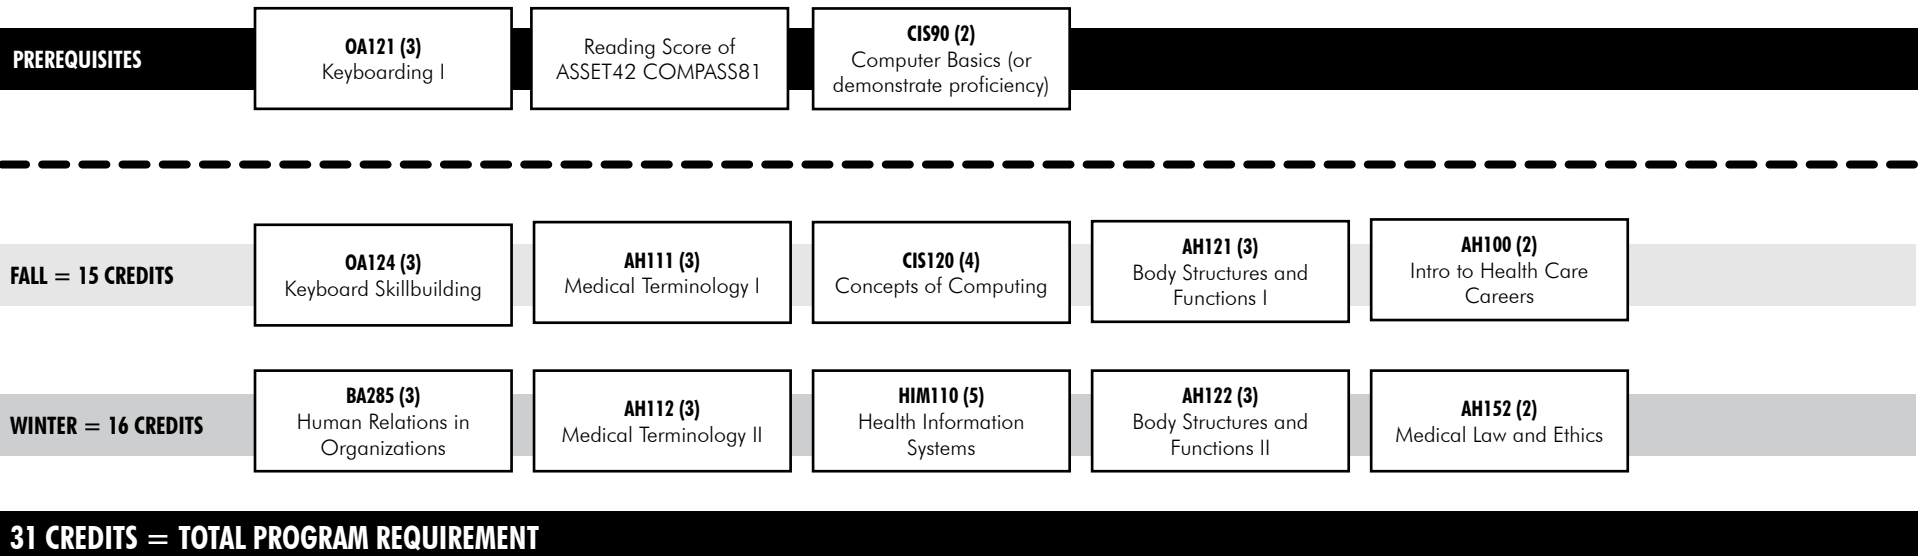 PREREQUISITES
OA121 (3)
Keyboarding I
Reading Score of
ASSET42 COMPASS81
CIS90 (2)
Computer Basics (or
demonstrate proficiency)
FALL = 15 CREDITS
OA124 (3)
Keyboard Skillbuilding
AH111 (3)
Medical Terminology I
CIS120 (4)
Concepts of Computing
AH121 (3)
Body Structures and
Functions I
AH100 (2)
Intro to Health Care
Careers
WINTER = 16 CREDITS
BA285 (3)
Human Relations in
Organizations
AH112 (3)
Medical Terminology II
HIM110 (5)
Health Information
Systems
AH122 (3)
Body Structures and
Functions II
AH152 (2)
Medical Law and Ethics
31 CREDITS = TOTAL PROGRAM REQUIREMENT